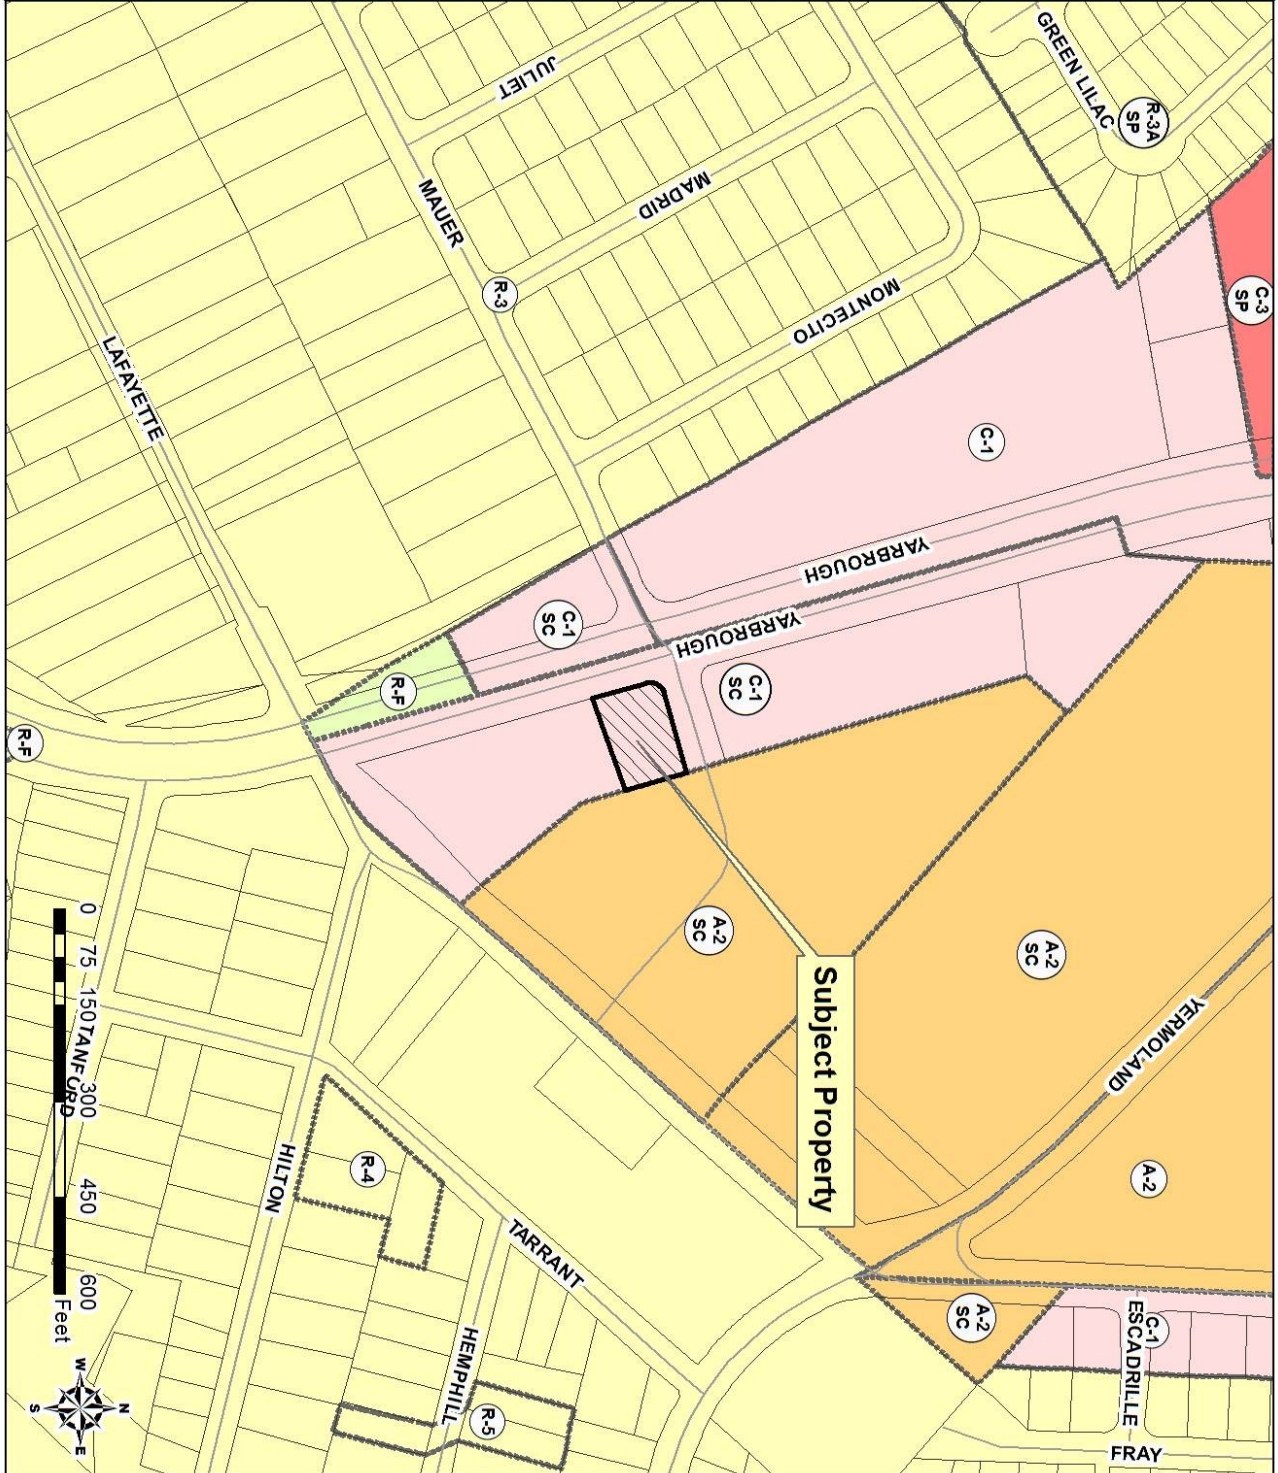 GREEN LILAC
R-3A
SP
C-3
SP
JULIET
MADRID
MAUER
R-3
MONTECITO
LAFAYETTE
C-1
YARBROUGH
YARBROUGH
C-1
SC
C-1
SC
R-F
R-F
A-2
SC
A-2
SC
Subject Property
YERMOLAND
A-2
A-2
SC
C-1
ESCADRILLE
FRAY
HILTON
R-4
TARRANT
HEMPHILL
R-5
TANFORD
0 75 150 300 450 600
Feet
N
W
E
S